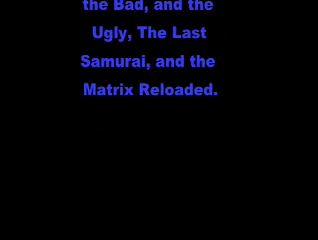 the Bad, and the
Ugly, The Last
Samurai, and the
Matrix Reloaded.